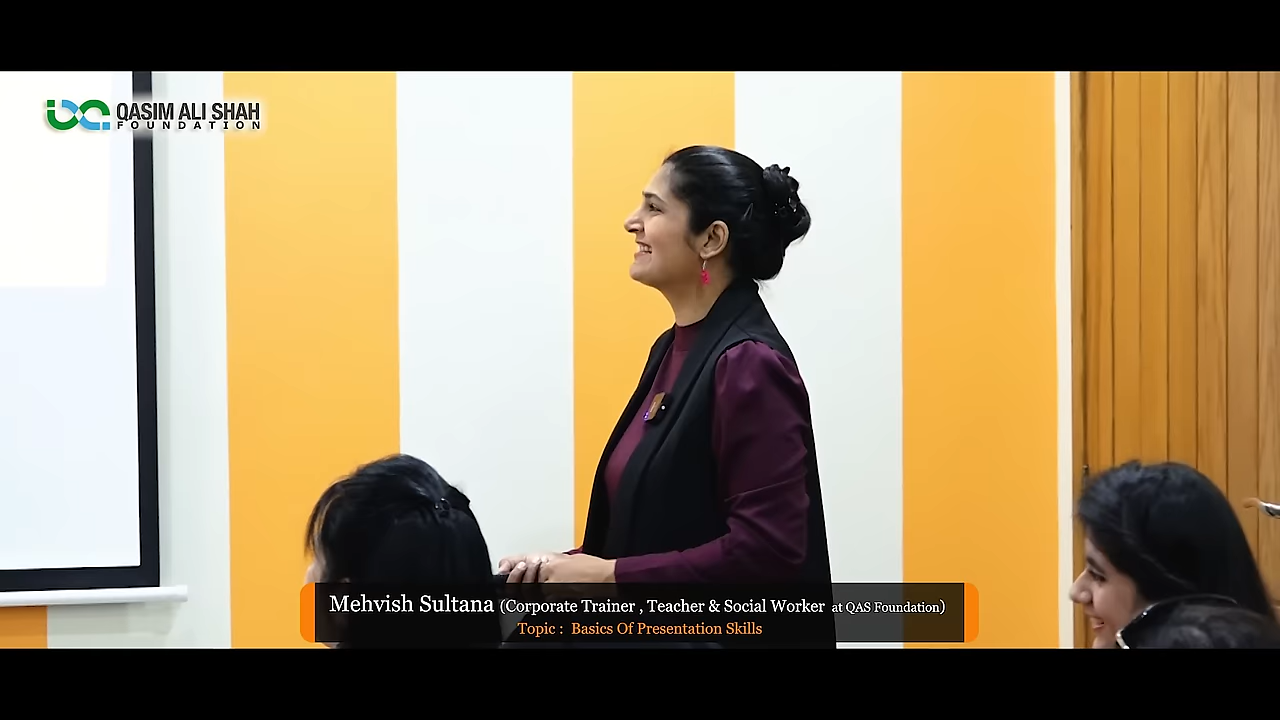 QASIM ALI SHAH
FOUNDATION
Mehvish Sultana (Corporate Trainer , Teacher & Social Worker at QAS Foundation)
Topic : Basics Of Presentation Skills